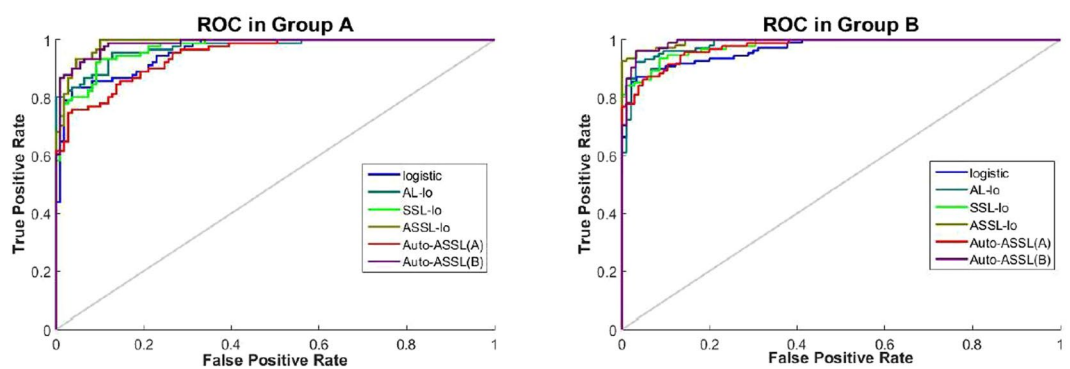 ROC in Group A
True Positive Rate
1
0.8
0.6
0.4
0.2
0
logistic
AL-lo
SSL-lo
ASSL-lo
Auto-ASSL(A)
Auto-ASSL(B)
0 0.2 0.4 0.6 0.8 1
False Positive Rate
ROC in Group B
True Positive Rate
1
0.8
0.6
0.4
0.2
0
logistic
AL-lo
SSL-lo
ASSL-lo
Auto-ASSL(A)
Auto-ASSL(B)
0 0.2 0.4 0.6 0.8 1
False Positive Rate